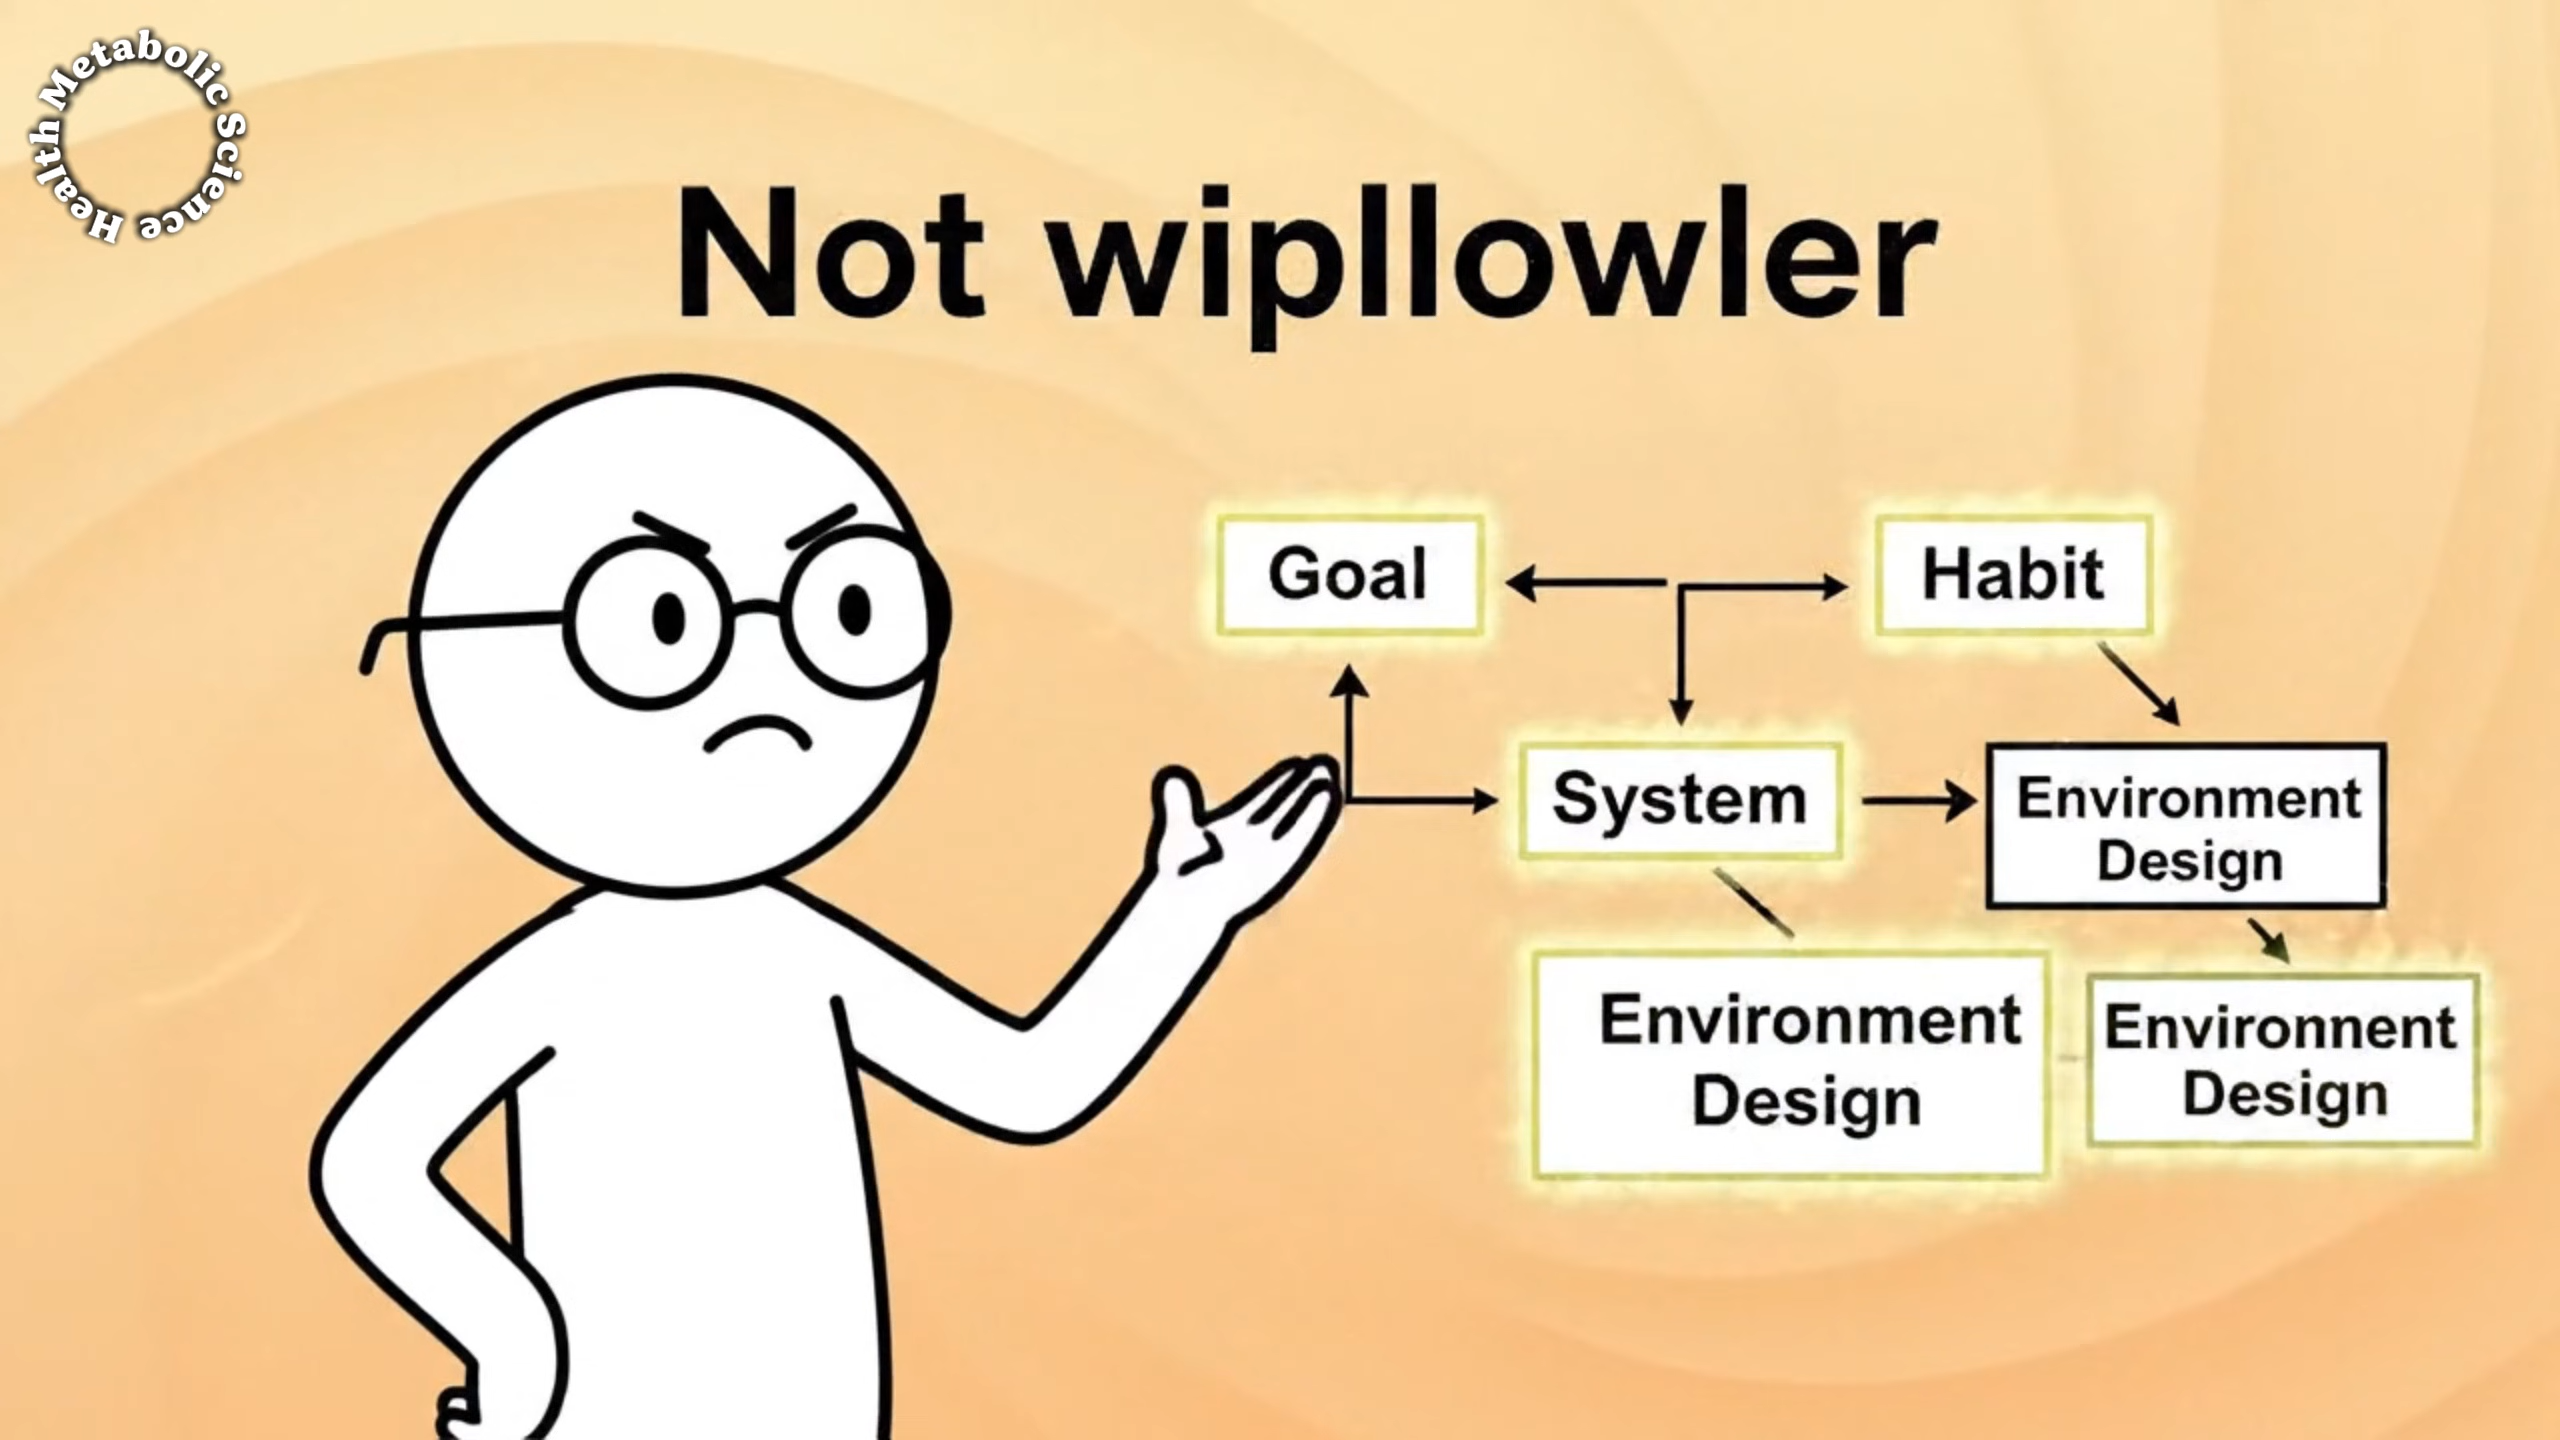 Metabolic Science Health
Not wipllowler
Goal
Habit
System
Environment
Design
Environment
Design
Environnent
Design